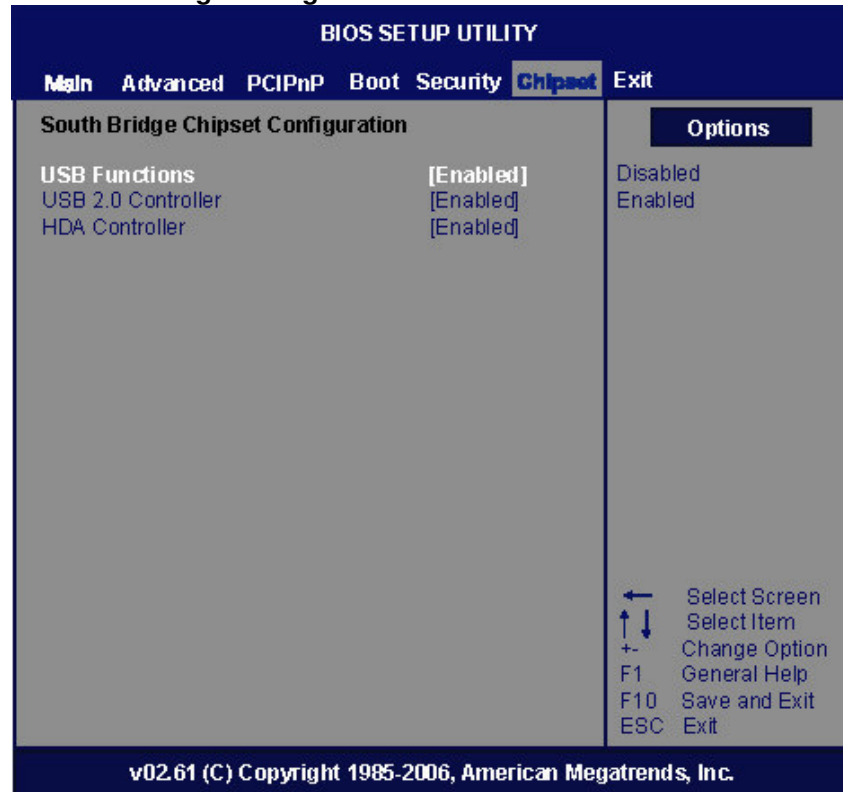 BIOS SETUP UTILITY
Main Advanced PCIPnP Boot Security Chipset Exit
South Bridge Chipset Configuration
USB Functions [Enabled]
USB 2.0 Controller [Enabled]
HDA Controller [Enabled]
Options
Disabled
Enabled
← Select Screen
↑↓ Select Item
+- Change Option
F1 General Help
F10 Save and Exit
ESC Exit
v02.61 (C) Copyright 1985-2006, American Megatrends, Inc.